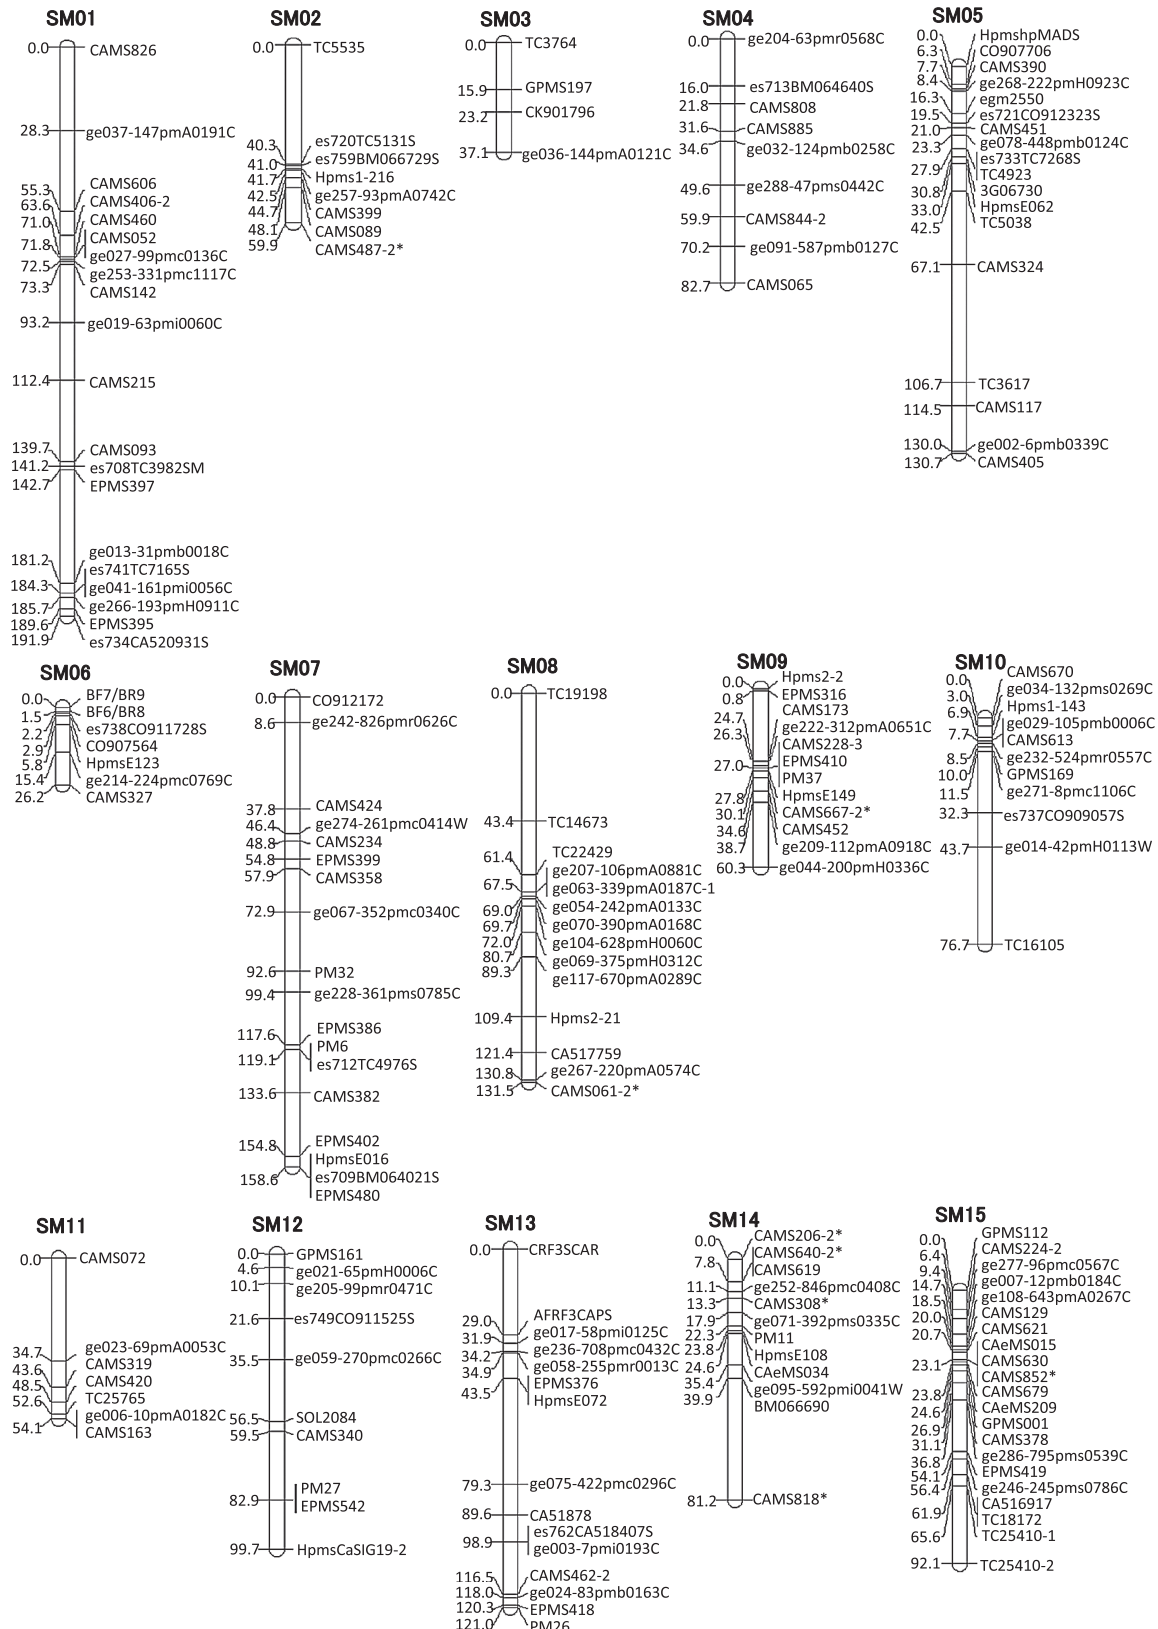 SM01
0.0 CAMS826
28.3 ge037-147pmA0191C
55.3 CAMS606
63.6 CAMS406-2
71.0 CAMS460
71.8 CAMS052
ge027-99pmc0136C
72.5 ge253-331pmc1117C
73.3 CAMS142
93.2 ge019-63pmi0060C
112.4 CAMS215
139.7 CAMS093
141.2 es708TC3982SM
142.7 EPMS397
181.2 ge013-31pmb0018C
184.3 es741TC7165S
ge041-161pmi0056C
185.7 ge266-193pmH0911C
189.6 EPMS395
191.9 es734CA520931S
SM02
0.0 TC5535
40.3 es720TC5131S
41.0 es759BM066729S
41.7 Hpms1-216
42.5 ge257-93pmA0742C
44.7 CAMS399
48.1 CAMS089
59.9 CAMS487-2*
SM03
0.0 TC3764
15.9 GPMS197
23.2 CK901796
37.1 ge036-144pmA0121C
SM04
0.0 ge204-63pmr0568C
16.0 es713BM064640S
21.8 CAMS808
31.6 CAMS885
34.6 ge032-124pmb0258C
49.6 ge288-47pms0442C
59.9 CAMS844-2
70.2 ge091-587pmb0127C
82.7 CAMS065
SM05
0.0 HpmshpMADS
6.3 CO907706
7.7 CAMS390
8.4 ge268-222pmH0923C
16.3 egm2550
19.5 es721CO912323S
21.0 CAMS451
23.3 ge078-448pmb0124C
27.9 es733TC7268S
TC4923
30.8 3G06730
33.0 HpmsE062
42.5 TC5038
67.1 CAMS324
106.7 TC3617
114.5 CAMS117
130.0 ge002-6pmb0339C
130.7 CAMS405
SM06
0.0 BF7/BR9
1.5 BF6/BR8
2.2 es738CO911728S
2.9 CO907564
5.8 HpmsE123
15.4 ge214-224pmc0769C
26.2 CAMS327
SM07
0.0 CO912172
8.6 ge242-826pmr0626C
37.8 CAMS424
46.4 ge274-261pmc0414W
48.8 CAMS234
54.8 EPMS399
57.9 CAMS358
72.9 ge067-352pmc0340C
92.6 PM32
99.4 ge228-361pms0785C
117.6 EPMS386
119.1 PM6
es712TC4976S
133.6 CAMS382
154.8 EPMS402
158.6 HpmsE016
es709BM064021S
EPMS480
SM08
0.0 TC19198
43.4 TC14673
61.4 TC22429
67.5 ge207-106pmA0881C
ge063-339pmA0187C-1
69.0 ge054-242pmA0133C
69.7 ge070-390pmA0168C
72.0 ge104-628pmH0060C
80.7 ge069-375pmH0312C
89.3 ge117-670pmA0289C
109.4 Hpms2-21
121.4 CA517759
130.8 ge267-220pmA0574C
131.5 CAMS061-2*
SM09
0.0 Hpms2-2
0.8 EPMS316
24.7 CAMS173
26.3 ge222-312pmA0651C
27.0 CAMS228-3
EPMS410
PM37
27.8 HpmsE149
30.1 CAMS667-2*
34.6 CAMS452
38.7 ge209-112pmA0918C
60.3 ge044-200pmH0336C
SM10
0.0 CAMS670
3.0 ge034-132pms0269C
6.9 Hpms1-143
7.7 ge029-105pmb0006C
CAMS613
8.5 ge232-524pmr0557C
10.0 GPMS169
11.5 ge271-8pmc1106C
32.3 es737CO909057S
43.7 ge014-42pmH0113W
76.7 TC16105
SM11
0.0 CAMS072
34.7 ge023-69pmA0053C
43.6 CAMS319
48.5 CAMS420
52.6 TC25765
54.1 ge006-10pmA0182C
CAMS163
SM12
0.0 GPMS161
4.6 ge021-65pmH0006C
10.1 ge205-99pmr0471C
21.6 es749CO911525S
35.5 ge059-270pmc0266C
56.5 SOL2084
59.5 CAMS340
82.9 PM27
EPMS542
99.7 HpmsCaSIG19-2
SM13
0.0 CRF3SCAR
29.0 AFRF3CAPS
31.9 ge017-58pmi0125C
34.2 ge236-708pmc0432C
34.9 ge058-255pmr0013C
43.5 EPMS376
HpmsE072
79.3 ge075-422pmc0296C
89.6 CA51878
98.9 es762CA518407S
ge003-7pmi0193C
116.5 CAMS462-2
118.0 ge024-83pmb0163C
120.3 EPMS418
121.0 PM26
SM14
0.0 CAMS206-2*
7.8 CAMS640-2*
CAMS619
11.1 ge252-846pmc0408C
13.3 CAMS308*
17.9 ge071-392pms0335C
22.3 PM11
23.8 HpmsE108
24.6 CAeMS034
35.4 ge095-592pmi0041W
39.9 BM066690
81.2 CAMS818*
SM15
0.0 GPMS112
6.4 CAMS224-2
9.4 ge277-96pmc0567C
14.7 ge007-12pmb0184C
18.5 ge108-643pmA0267C
20.0 CAMS129
20.7 CAMS621
23.1 CAeMS015
CAMS630
CAMS852*
23.8 CAMS679
24.6 CAeMS209
26.9 GPMS001
31.1 CAMS378
36.8 ge286-795pms0539C
54.1 EPMS419
56.4 ge246-245pms0786C
61.9 CA516917
TC18172
65.6 TC25410-1
92.1 TC25410-2